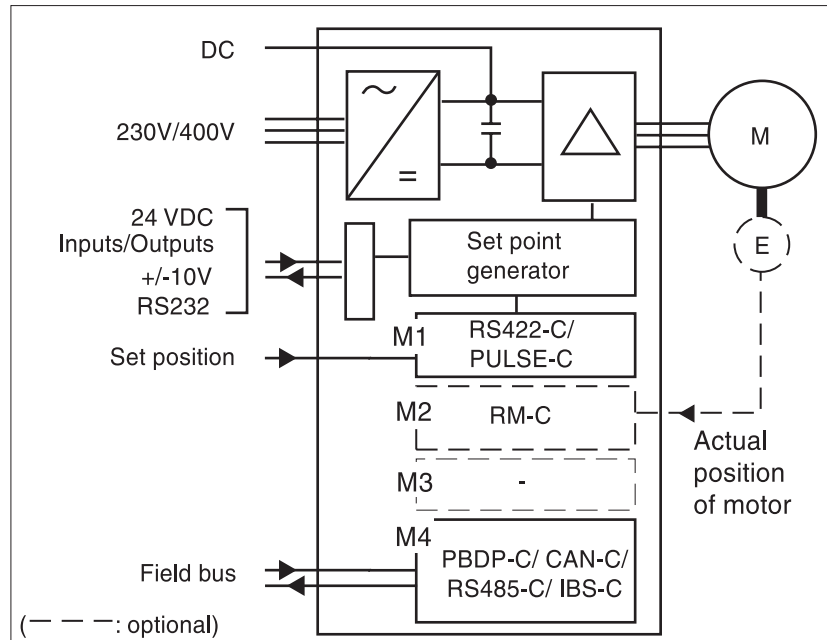 DC
230V/400V
M
24 VDC
Inputs/Outputs
+/-10V
RS232
Set point
generator
E
M1
RS422-C/
PULSE-C
Set position
M2
RM-C
Actual
position
of motor
M3
-
M4
PBDP-C/ CAN-C/
RS485-C/ IBS-C
Field bus
(— — —: optional)